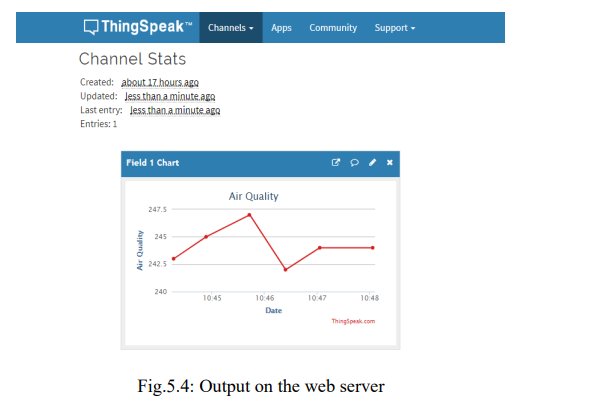 ThingSpeak™ Channels Apps Community Support
Channel Stats
Created: about 17 hours ago
Updated: less than a minute ago
Last entry: less than a minute ago
Entries: 1
Field 1 Chart
Air Quality
247.5
245
242.5
240
Air Quality
10:45 10:46 10:47 10:48
Date
ThingSpeak.com
Fig.5.4: Output on the web server